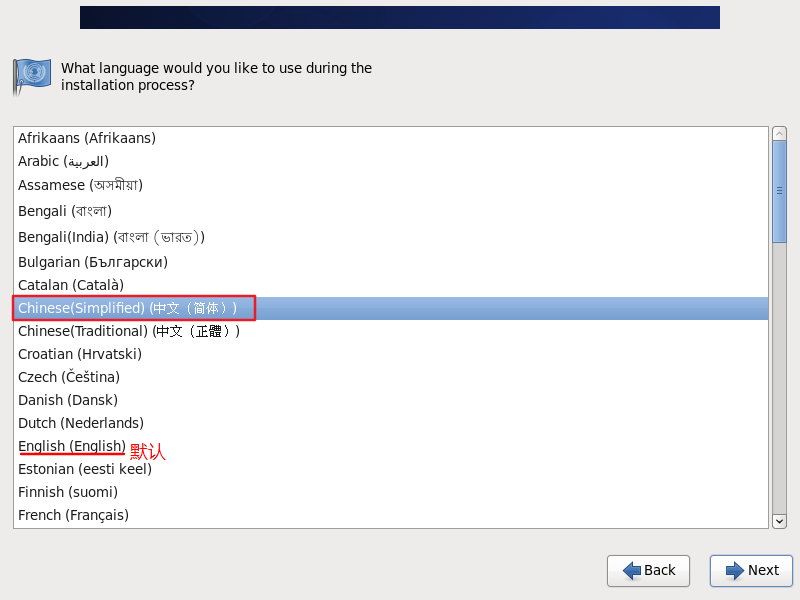 What language would you like to use during the
installation process?
Afrikaans (Afrikaans)
Arabic (العربية)
Assamese (অসমীয়া)
Bengali (বাংলা)
Bengali(India) (বাংলা (ভারত))
Bulgarian (Български)
Catalan (Català)
Chinese(Simplified) (中文（简体）)
Chinese(Traditional) (中文（正體）)
Croatian (Hrvatski)
Czech (Čeština)
Danish (Dansk)
Dutch (Nederlands)
English (English) 默认
Estonian (eesti keel)
Finnish (suomi)
French (Français)
Back
Next